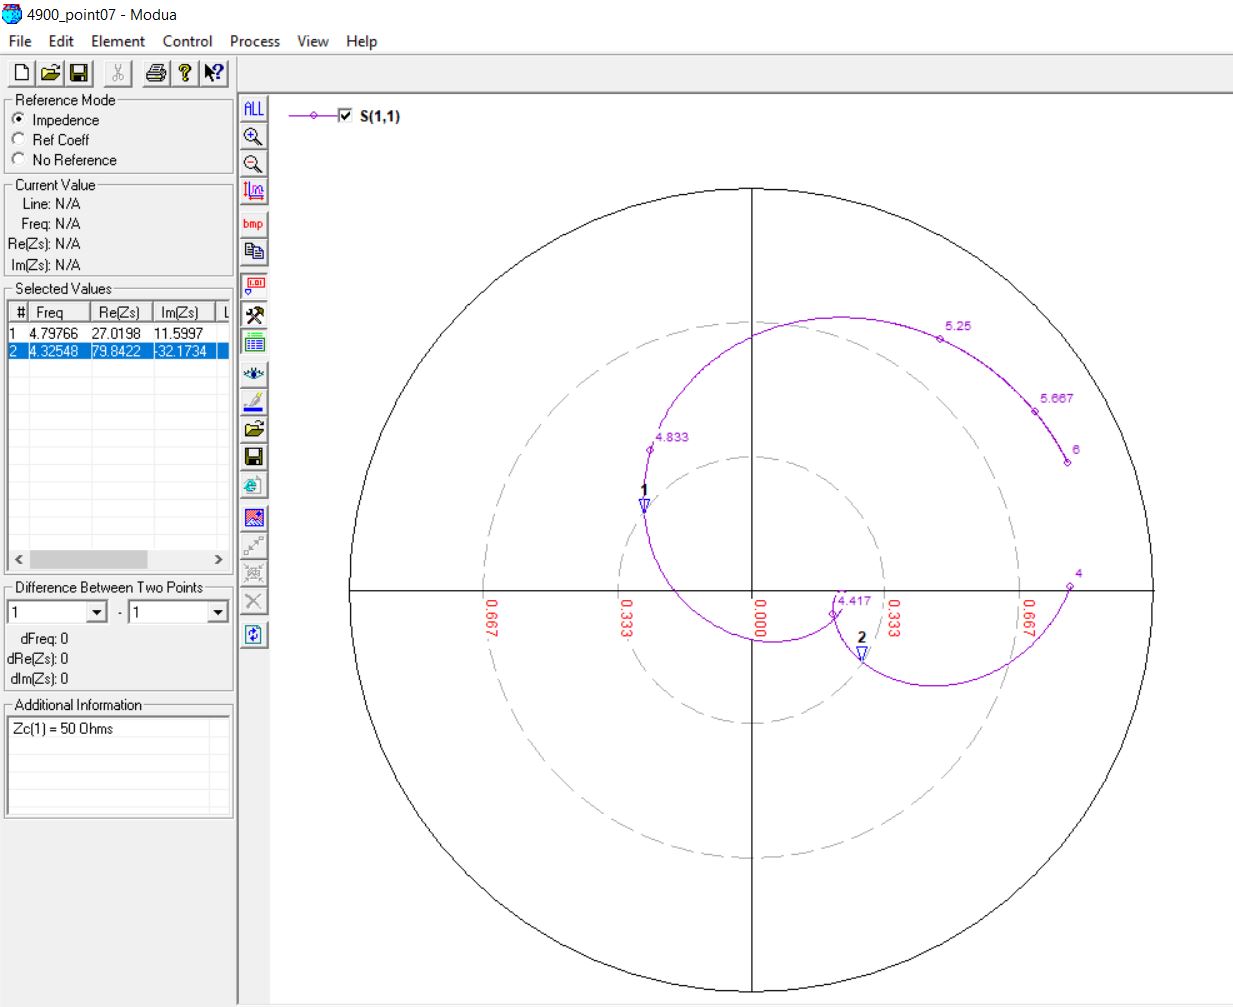 4900_point07 - Modua
File Edit Element Control Process View Help
Reference Mode
Impedence
Ref Coeff
No Reference
Current Value
Line: N/A
Freq: N/A
Re(Zs): N/A
Im(Zs): N/A
Selected Values
# Freq Re(Zs) Im(Zs) L
1 4.79766 27.0198 11.5997
2 4.32548 79.8422 -32.1734
Difference Between Two Points
1 - 1
dFreq: 0
dRe(Zs): 0
dIm(Zs): 0
Additional Information
Zc(1) = 50 Ohms
ALL
bmp
1.01
S(1,1)
5.25
5.667
4.833
6
1
4
4.417
0.667
0.333
0.000
0.333
0.667
2